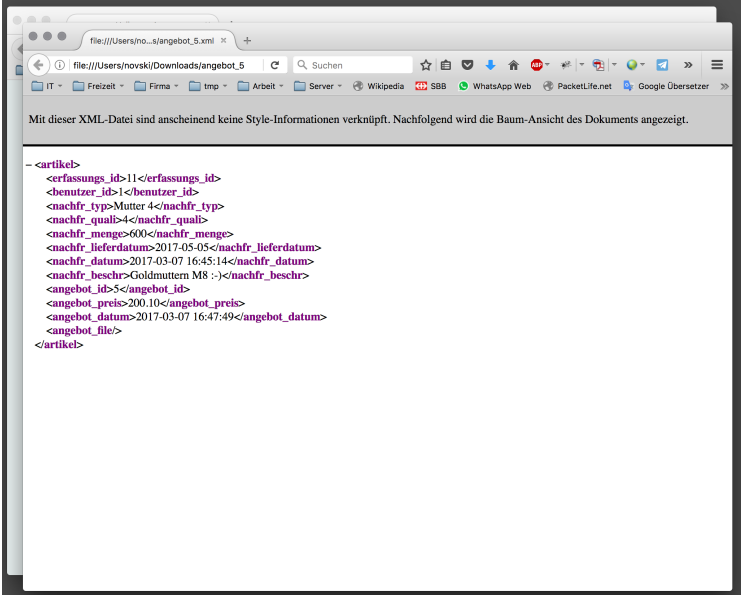 file:///Users/no...s/angebot_5.xml
file:///Users/novski/Downloads/angebot_5
Suchen
ABP
IT
Freizeit
Firma
tmp
Arbeit
Server
Wikipedia
SBB
WhatsApp Web
PacketLife.net
Google Übersetzer
Mit dieser XML-Datei sind anscheinend keine Style-Informationen verknüpft. Nachfolgend wird die Baum-Ansicht des Dokuments angezeigt.
– <artikel>
<erfassungs_id>11</erfassungs_id>
<benutzer_id>1</benutzer_id>
<nachfr_typ>Mutter 4</nachfr_typ>
<nachfr_quali>4</nachfr_quali>
<nachfr_menge>600</nachfr_menge>
<nachfr_lieferdatum>2017-05-05</nachfr_lieferdatum>
<nachfr_datum>2017-03-07 16:45:14</nachfr_datum>
<nachfr_beschr>Goldmuttern M8 :-)</nachfr_beschr>
<angebot_id>5</angebot_id>
<angebot_preis>200.10</angebot_preis>
<angebot_datum>2017-03-07 16:47:49</angebot_datum>
<angebot_file/>
</artikel>